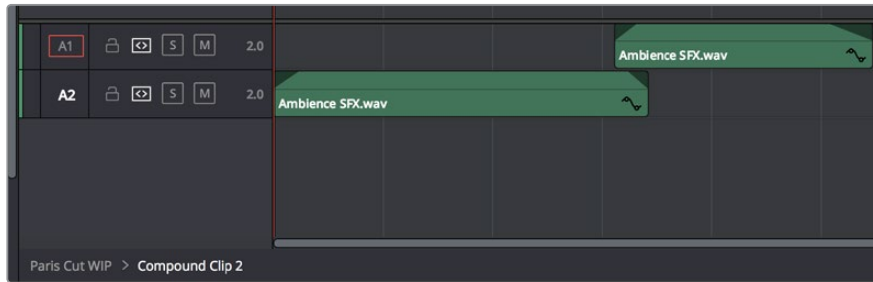 A1 S M 2.0 Ambience SFX.wav
A2 S M 2.0 Ambience SFX.wav
Paris Cut WIP > Compound Clip 2